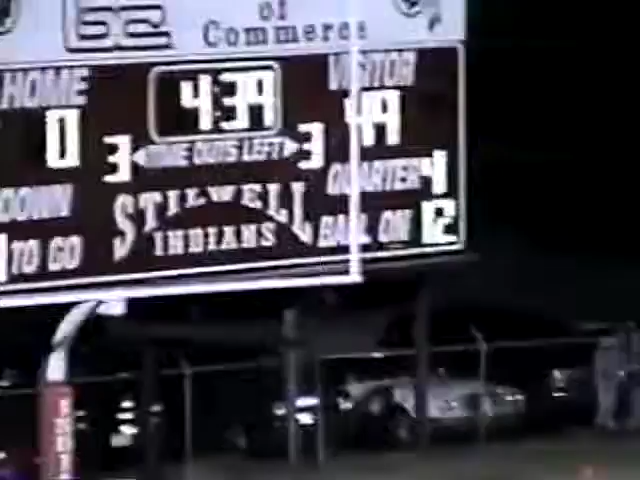 of
Commerce
HOME 4:39 VISITOR
0 3 TIME OUTS LEFT 3 49
DOWN QUARTER 4
TO GO STILWELL INDIANS BALL ON 12